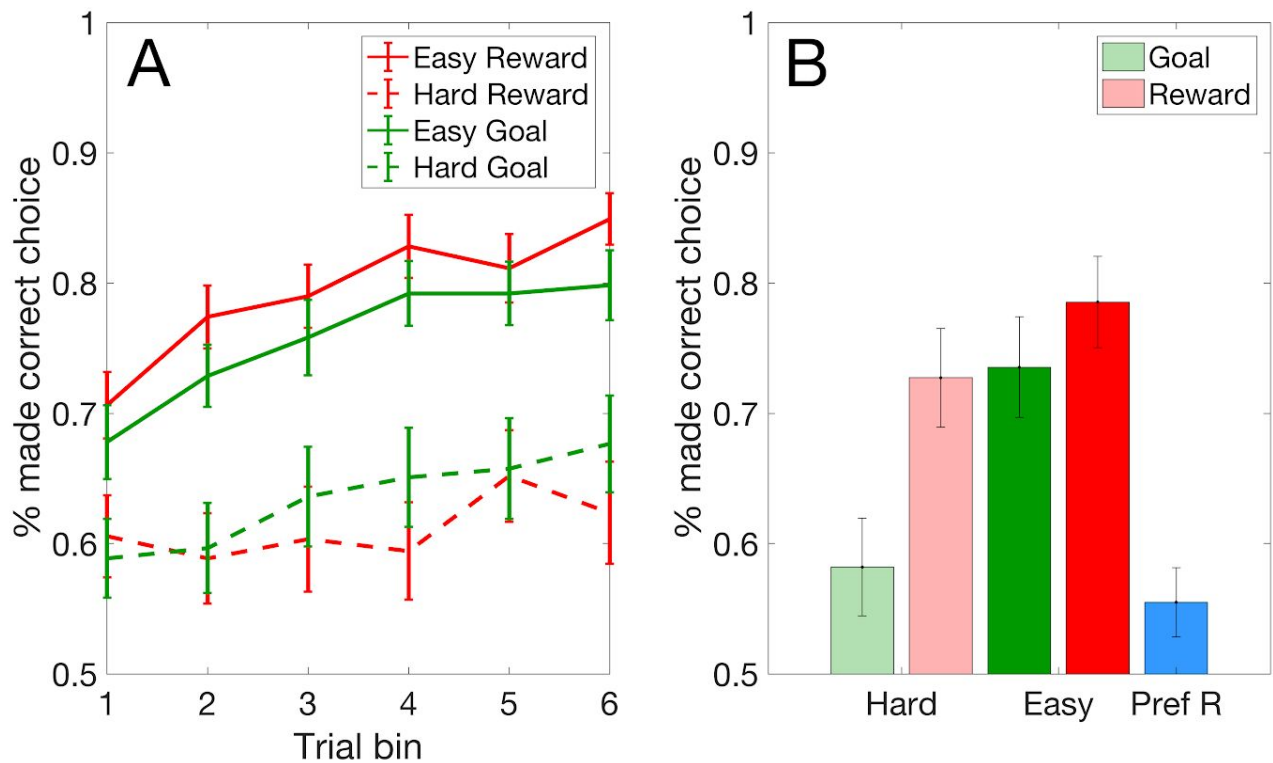 A
Easy Reward
Hard Reward
Easy Goal
Hard Goal
% made correct choice
1
0.9
0.8
0.7
0.6
0.5
1 2 3 4 5 6
Trial bin
B
Goal
Reward
% made correct choice
1
0.9
0.8
0.7
0.6
0.5
Hard Easy Pref R